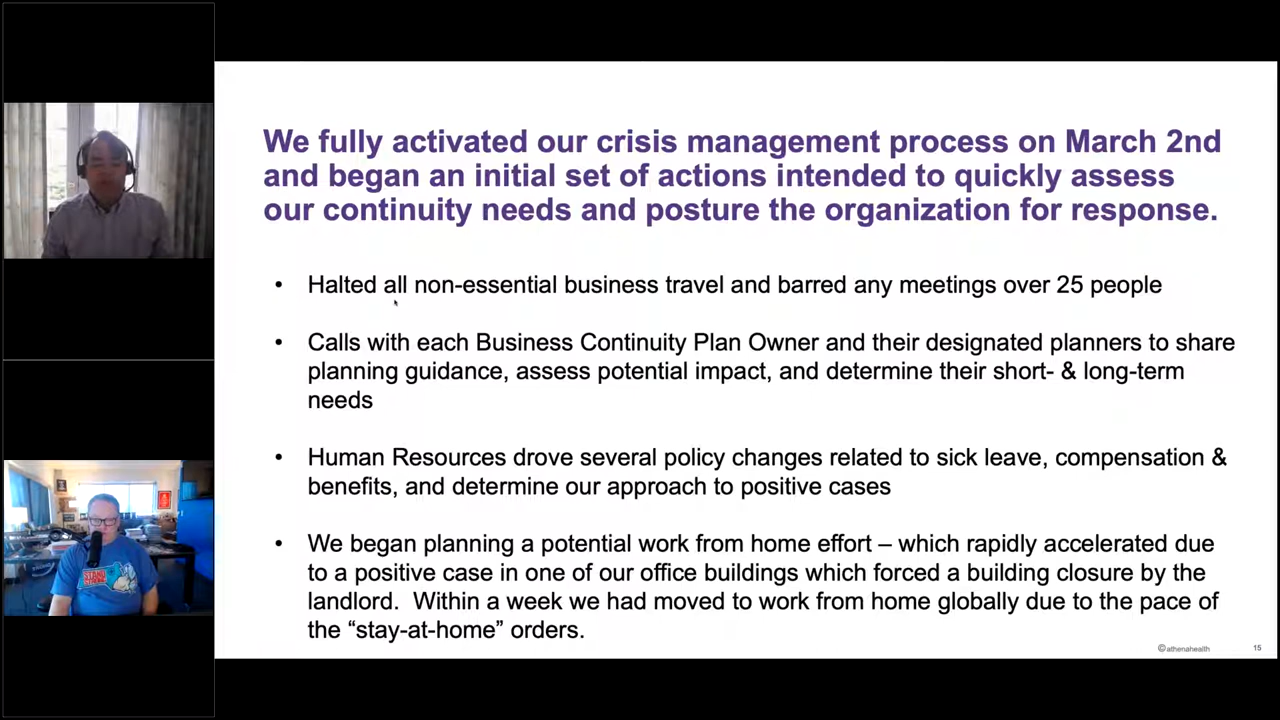 We fully activated our crisis management process on March 2nd
and began an initial set of actions intended to quickly assess
our continuity needs and posture the organization for response.
• Halted all non-essential business travel and barred any meetings over 25 people
• Calls with each Business Continuity Plan Owner and their designated planners to share
planning guidance, assess potential impact, and determine their short- & long-term
needs
• Human Resources drove several policy changes related to sick leave, compensation &
benefits, and determine our approach to positive cases
• We began planning a potential work from home effort – which rapidly accelerated due
to a positive case in one of our office buildings which forced a building closure by the
landlord.  Within a week we had moved to work from home globally due to the pace of
the “stay-at-home” orders.
©athenahealth
15